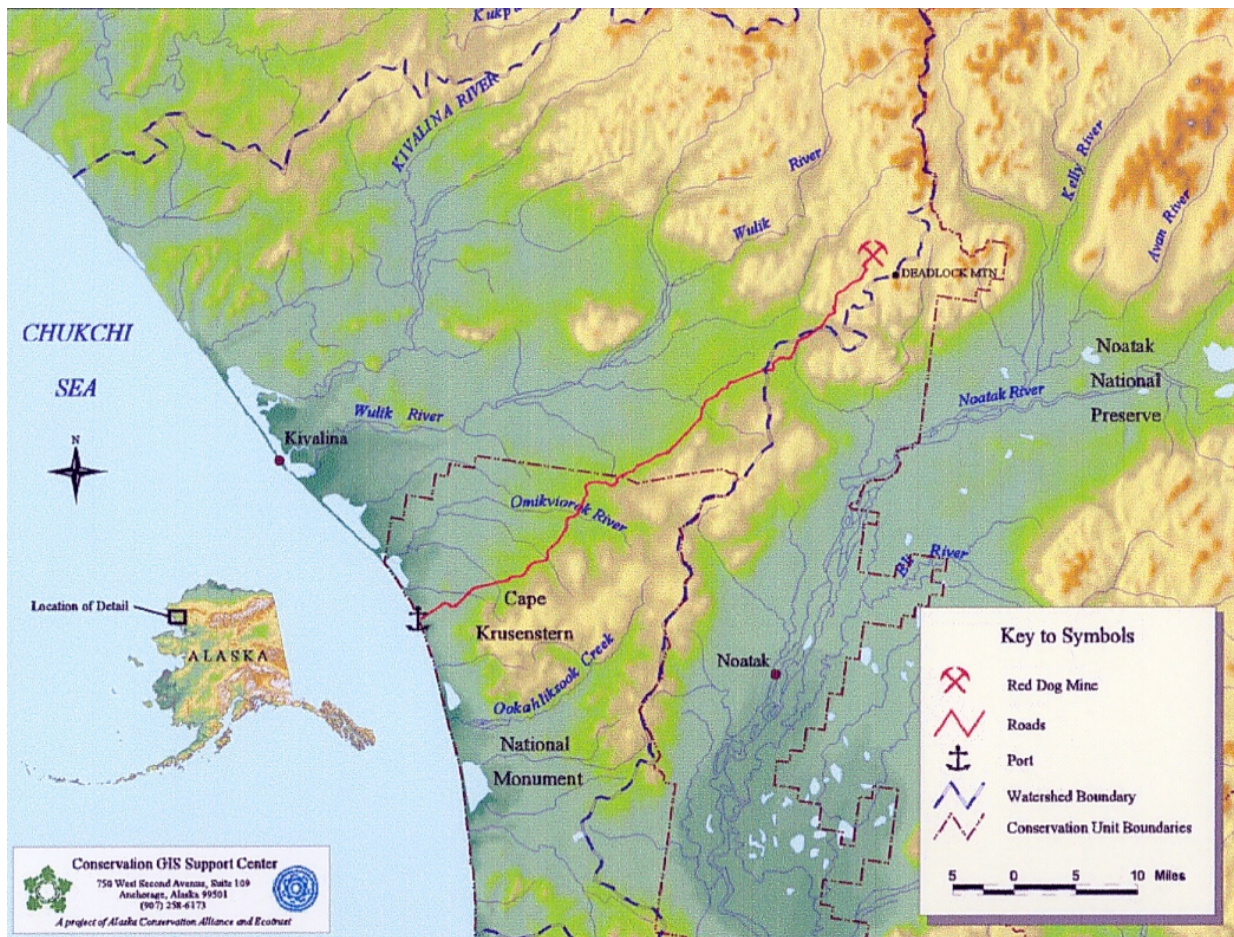 Kukpu
KIVALINA RIVER
River
Wulik
Kelly River
Avan River
DEADLOCK MTN
CHUKCHI
SEA
Noatak
National
Preserve
Noatak River
Wulik River
Kivalina
N
Omikviorok River
Eli River
Location of Detail
ALASKA
Cape
Krusenstern
Noatak
Ookahliksook Creek
National
Monument
Key to Symbols
Red Dog Mine
Roads
Port
Watershed Boundary
Conservation Unit Boundaries
5 0 5 10 Miles
Conservation GIS Support Center
750 West Second Avenue, Suite 109
Anchorage, Alaska 99501
(907) 258-6173
A project of Alaska Conservation Alliance and Ecotrust